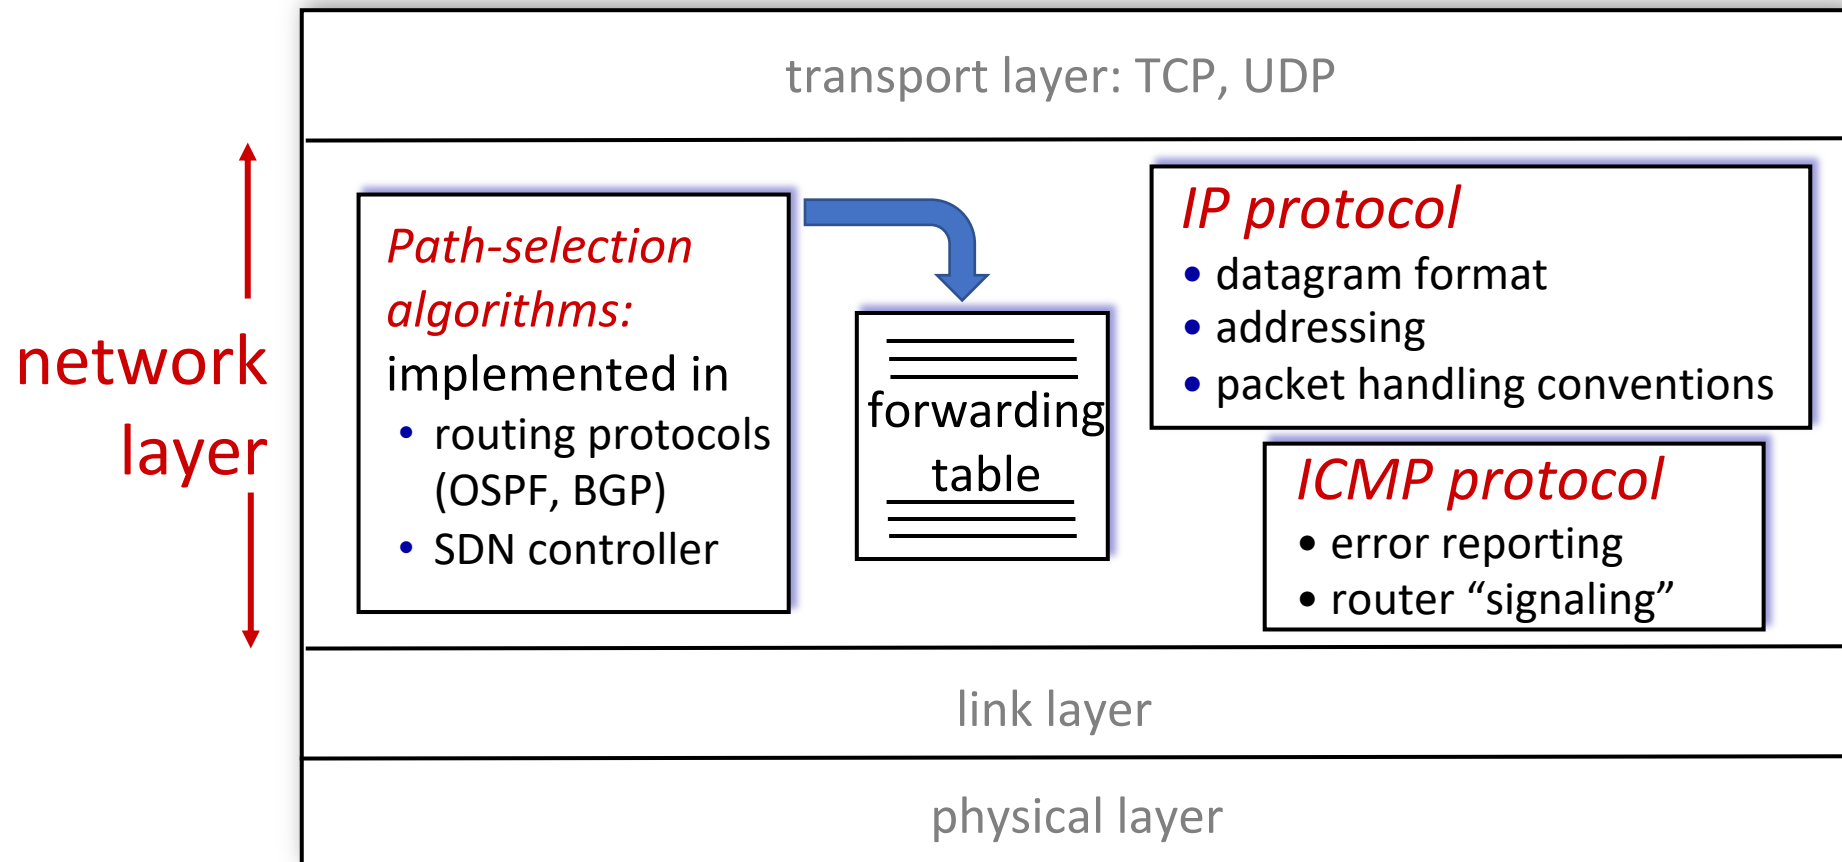 transport layer: TCP, UDP
network
layer
Path-selection
algorithms:
implemented in
• routing protocols
(OSPF, BGP)
• SDN controller
forwarding
table
IP protocol
• datagram format
• addressing
• packet handling conventions
ICMP protocol
• error reporting
• router “signaling”
link layer
physical layer